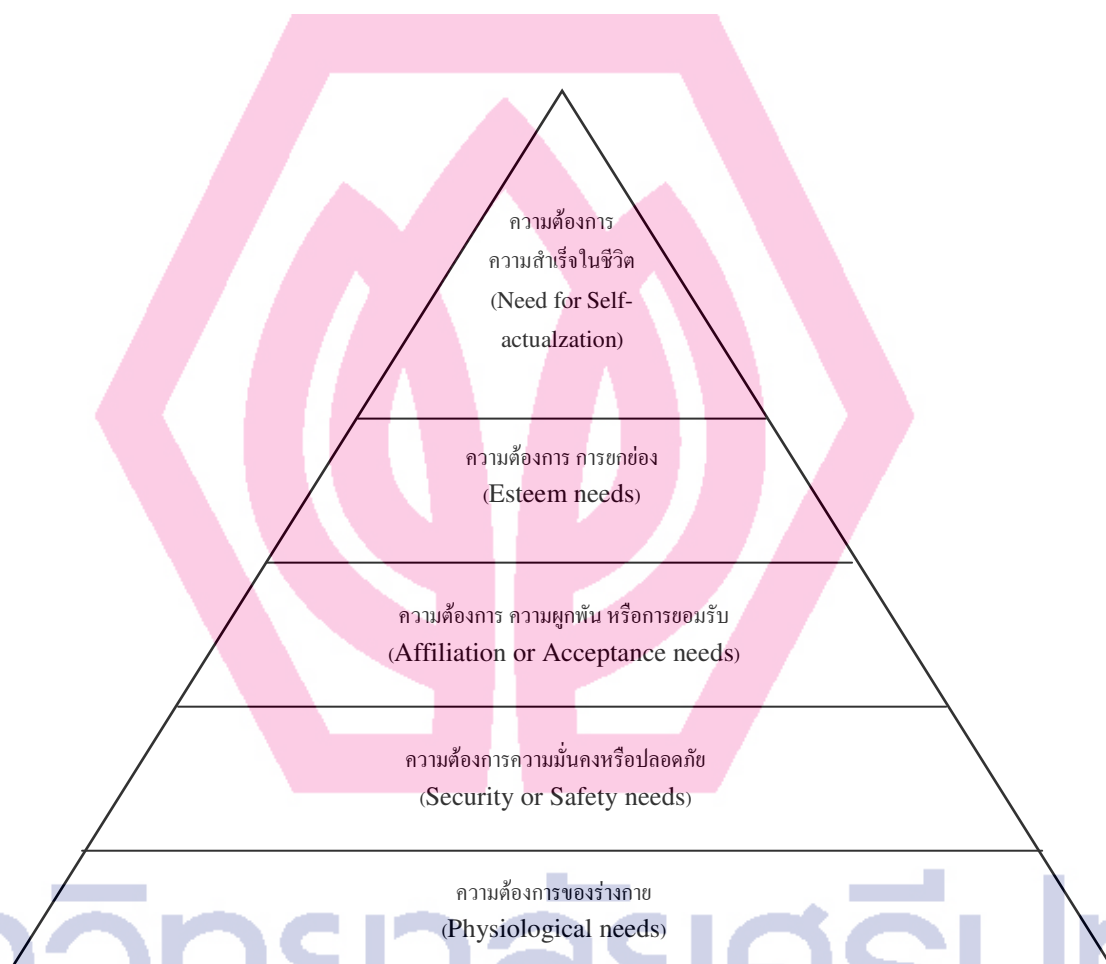 ความต้องการ
ความสำเร็จในชีวิต
(Need for Self-
actualzation)
ความต้องการ การยกย่อง
(Esteem needs)
ความต้องการ ความผูกพัน หรือการยอมรับ
(Affiliation or Acceptance needs)
ความต้องการความมั่นคงหรือปลอดภัย
(Security or Safety needs)
ความต้องการของร่างกาย
(Physiological needs)